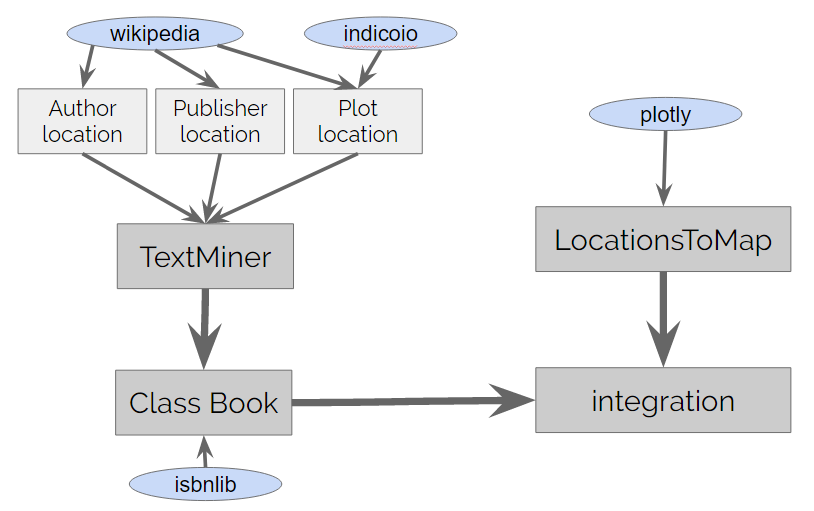 wikipedia
indicoio
Author
location
Publisher
location
Plot
location
plotly
TextMiner
LocationsToMap
Class Book
integration
isbnlib